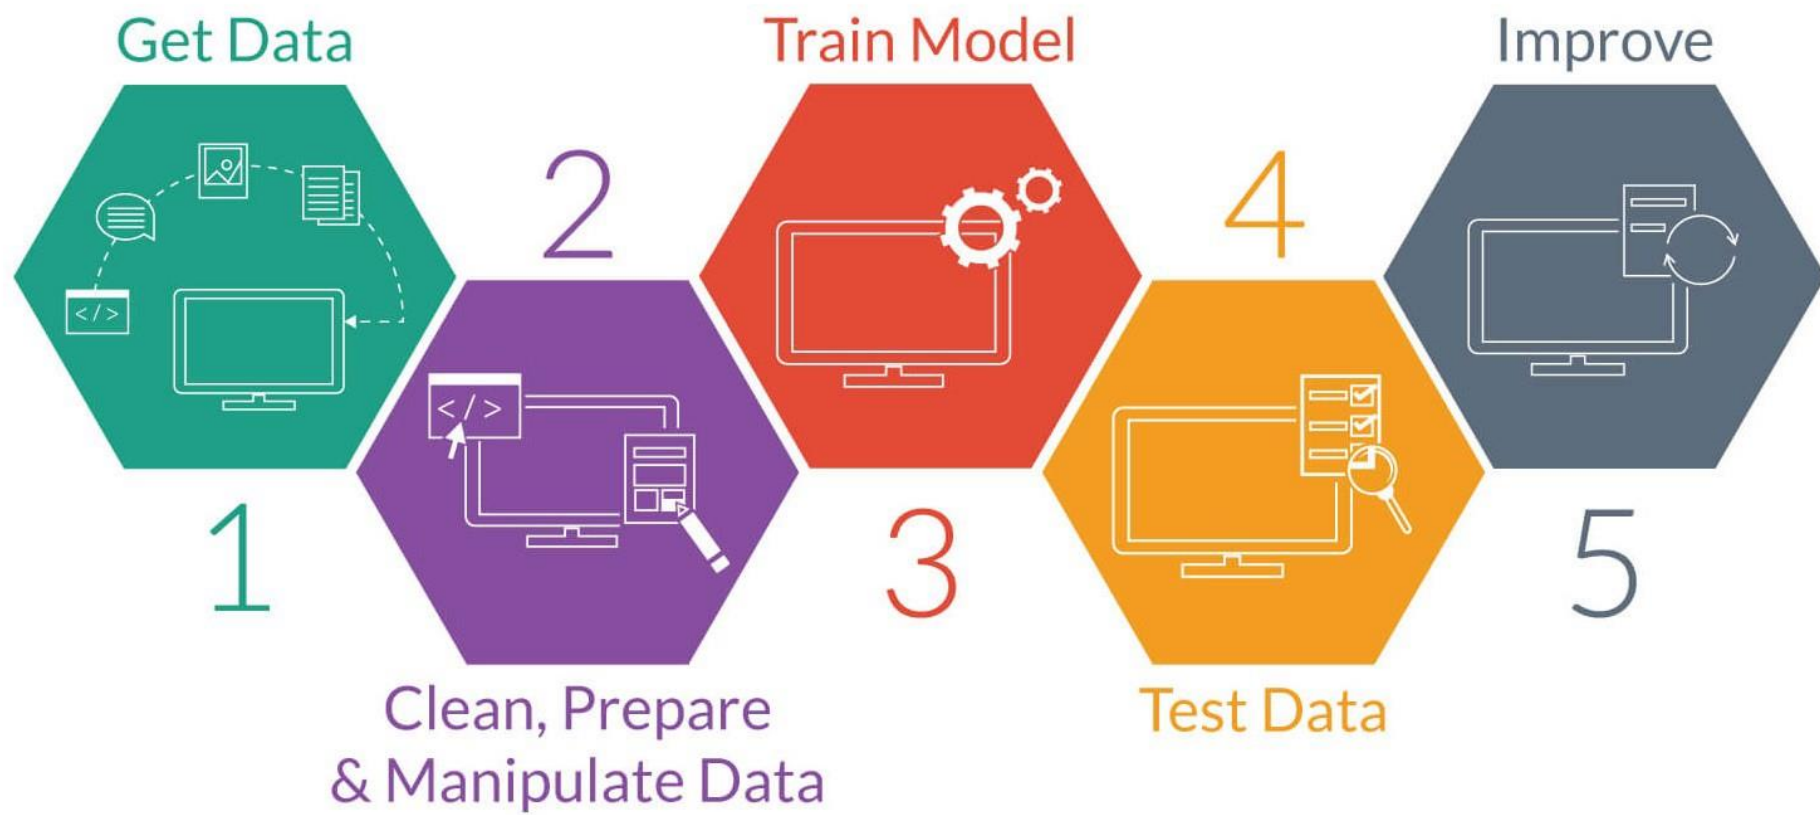 Get Data
1
</>
2
</>
Clean, Prepare
& Manipulate Data
Train Model
3
4
Test Data
Improve
5